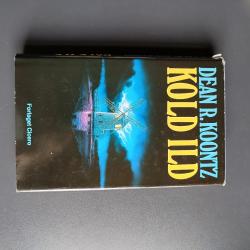 DEAN R. KOONTZ
KOLD ILD
Forlaget Cicero